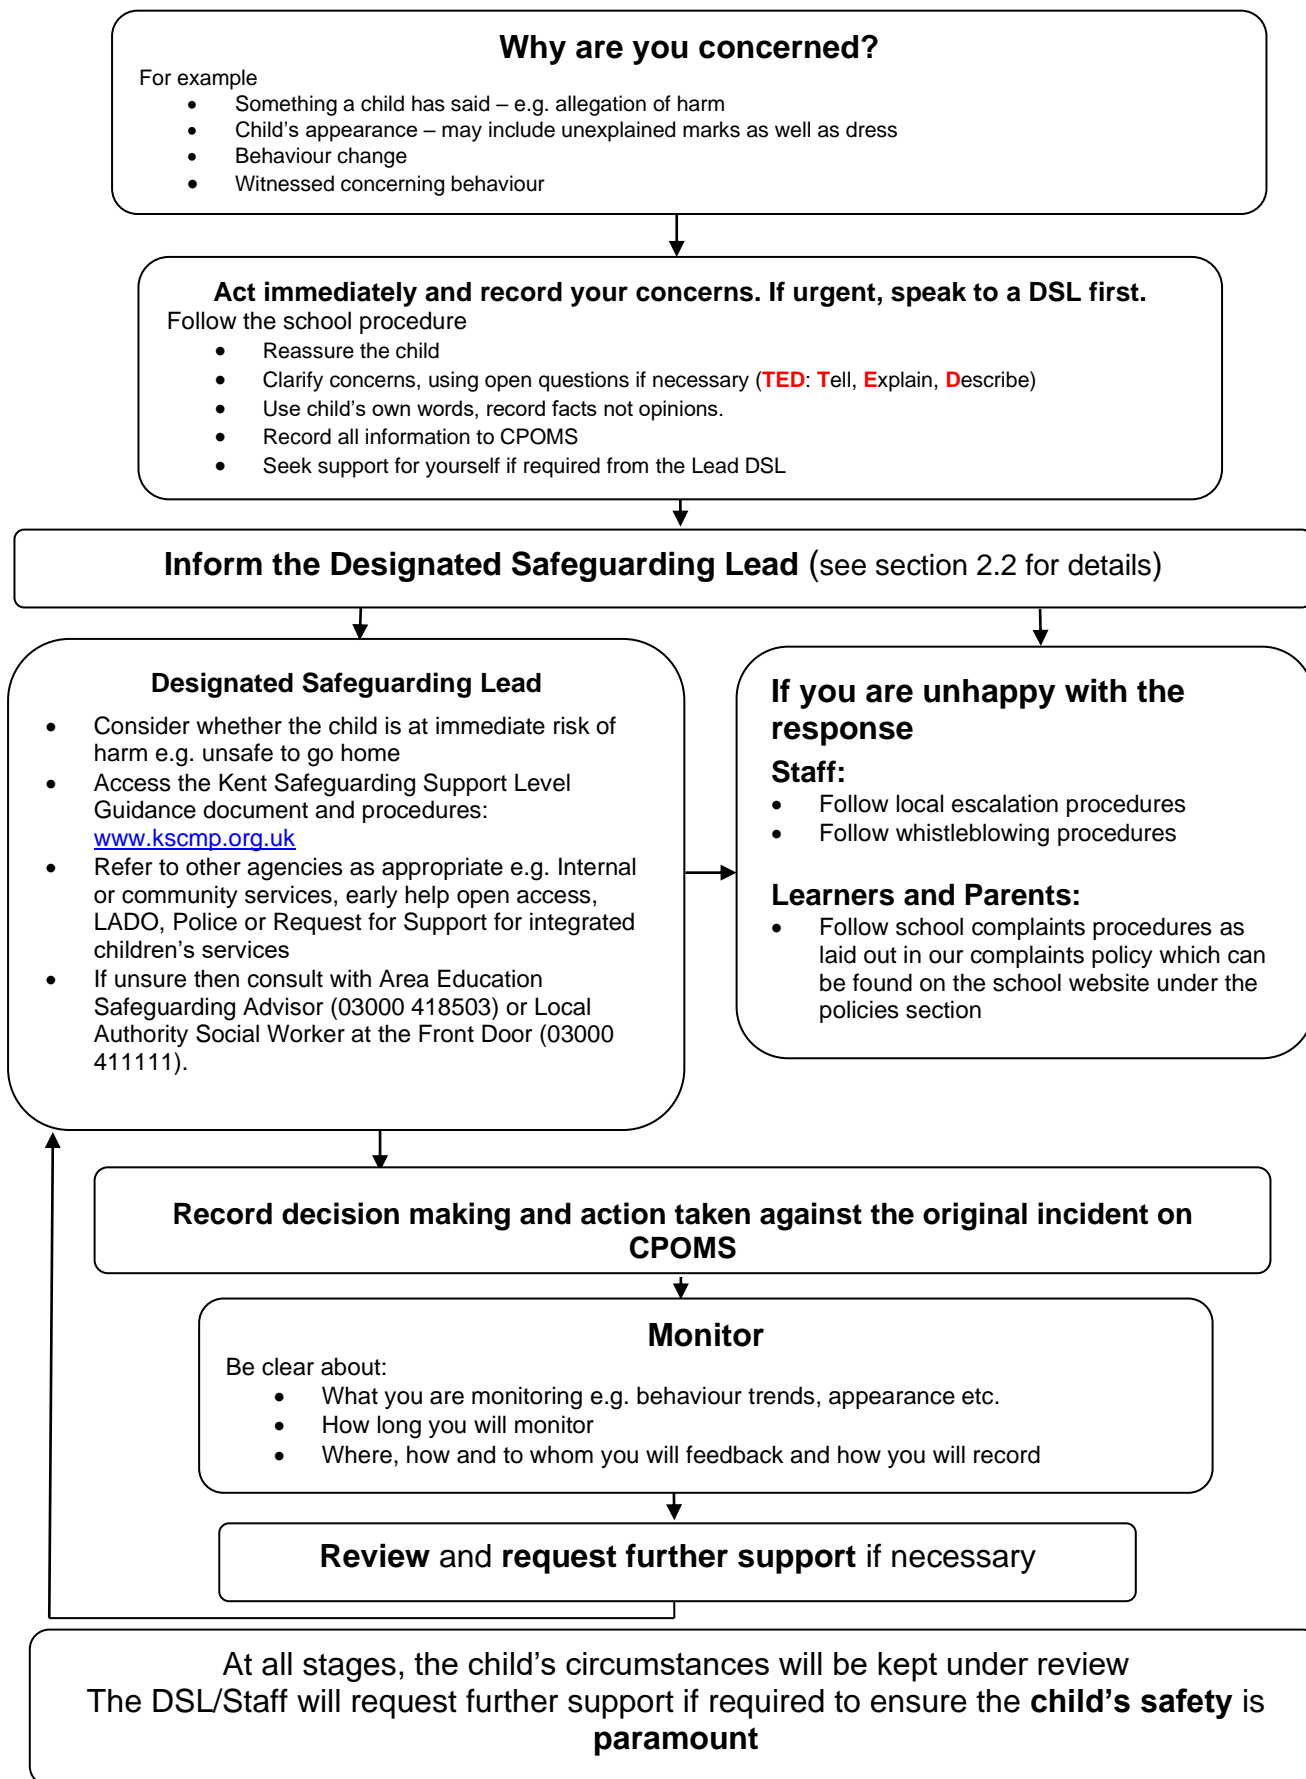 Why are you concerned?
For example
• Something a child has said – e.g. allegation of harm
• Child's appearance – may include unexplained marks as well as dress
• Behaviour change
• Witnessed concerning behaviour
Act immediately and record your concerns. If urgent, speak to a DSL first.
Follow the school procedure
• Reassure the child
• Clarify concerns, using open questions if necessary (TED: Tell, Explain, Describe)
• Use child's own words, record facts not opinions.
• Record all information to CPOMS
• Seek support for yourself if required from the Lead DSL
Inform the Designated Safeguarding Lead (see section 2.2 for details)
Designated Safeguarding Lead
• Consider whether the child is at immediate risk of
harm e.g. unsafe to go home
• Access the Kent Safeguarding Support Level
Guidance document and procedures:
www.kscmp.org.uk
• Refer to other agencies as appropriate e.g. Internal
or community services, early help open access,
LADO, Police or Request for Support for integrated
children's services
• If unsure then consult with Area Education
Safeguarding Advisor (03000 418503) or Local
Authority Social Worker at the Front Door (03000
411111).
If you are unhappy with the
response
Staff:
• Follow local escalation procedures
• Follow whistleblowing procedures
Learners and Parents:
• Follow school complaints procedures as
laid out in our complaints policy which can
be found on the school website under the
policies section
Record decision making and action taken against the original incident on
CPOMS
Monitor
Be clear about:
• What you are monitoring e.g. behaviour trends, appearance etc.
• How long you will monitor
• Where, how and to whom you will feedback and how you will record
Review and request further support if necessary
At all stages, the child's circumstances will be kept under review
The DSL/Staff will request further support if required to ensure the child's safety is
paramount